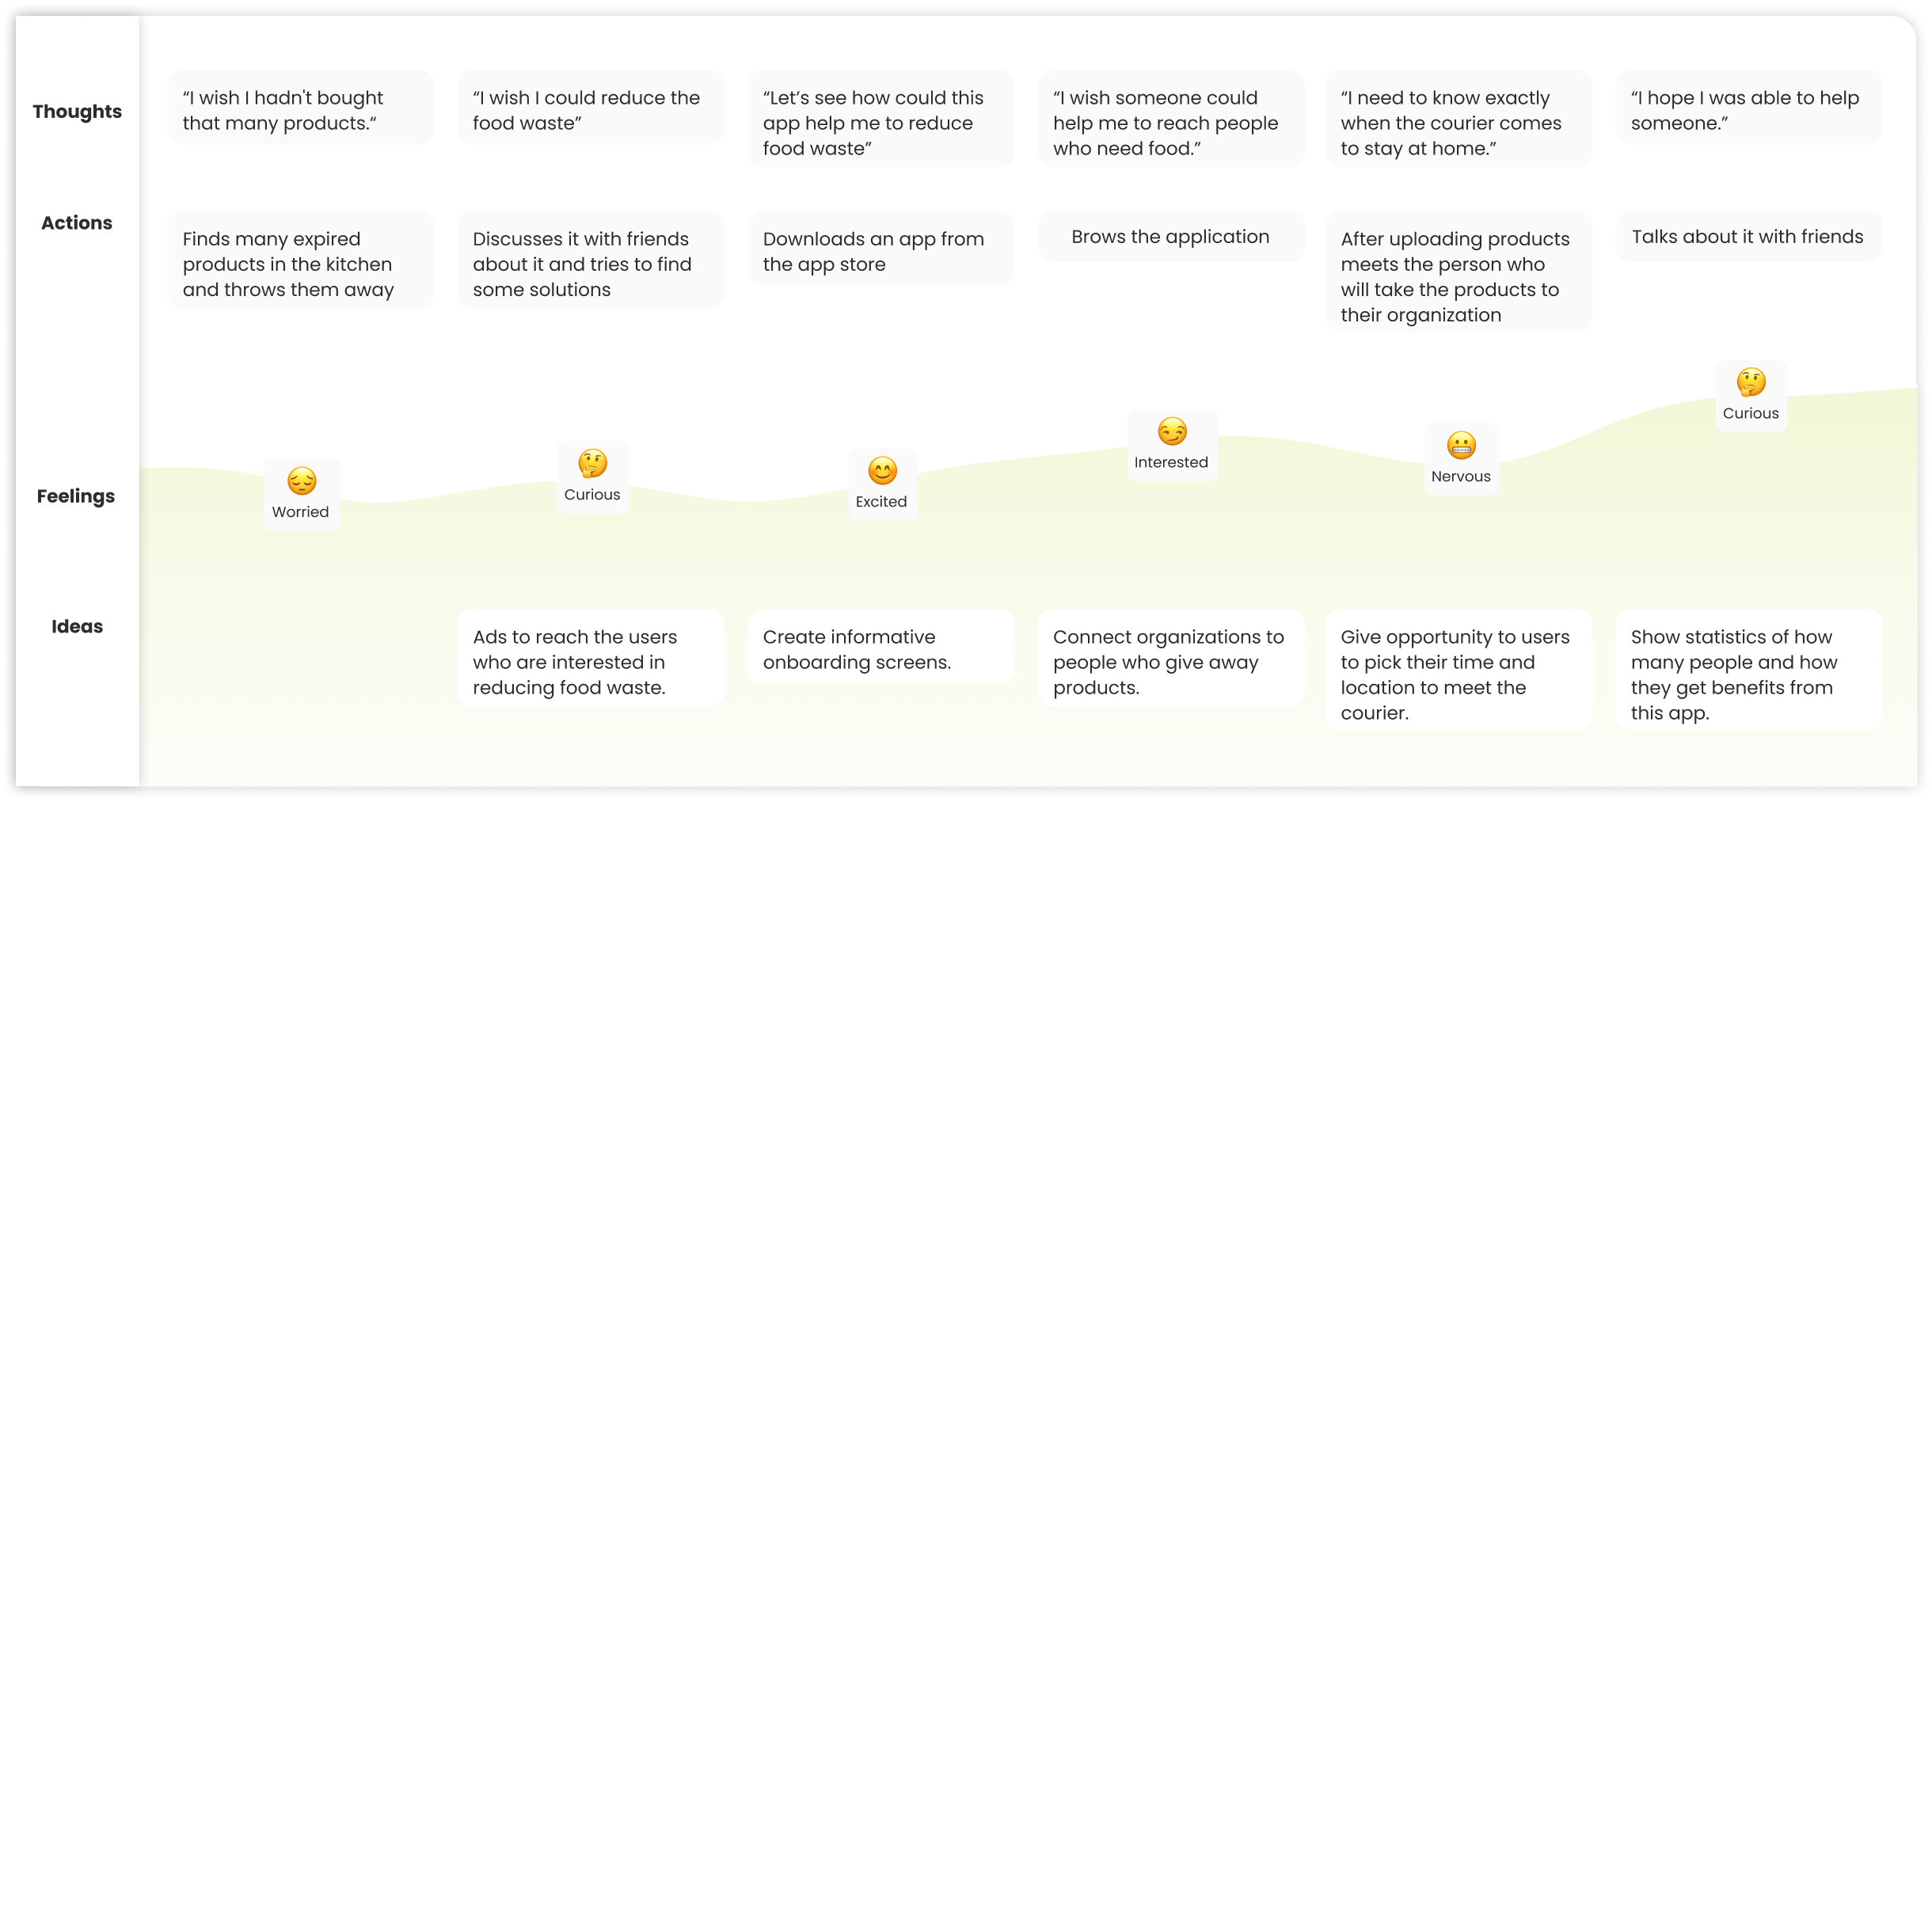 Thoughts
“I wish I hadn't bought
that many products.“
“I wish I could reduce the
food waste”
“Let’s see how could this
app help me to reduce
food waste”
“I wish someone could
help me to reach people
who need food.”
“I need to know exactly
when the courier comes
to stay at home.”
“I hope I was able to help
someone.”
Actions
Finds many expired
products in the kitchen
and throws them away
Discusses it with friends
about it and tries to find
some solutions
Downloads an app from
the app store
Brows the application
After uploading products
meets the person who
will take the products to
their organization
Talks about it with friends
Feelings
Worried
Curious
Excited
Interested
Nervous
Curious
Ideas
Ads to reach the users
who are interested in
reducing food waste.
Create informative
onboarding screens.
Connect organizations to
people who give away
products.
Give opportunity to users
to pick their time and
location to meet the
courier.
Show statistics of how
many people and how
they get benefits from
this app.